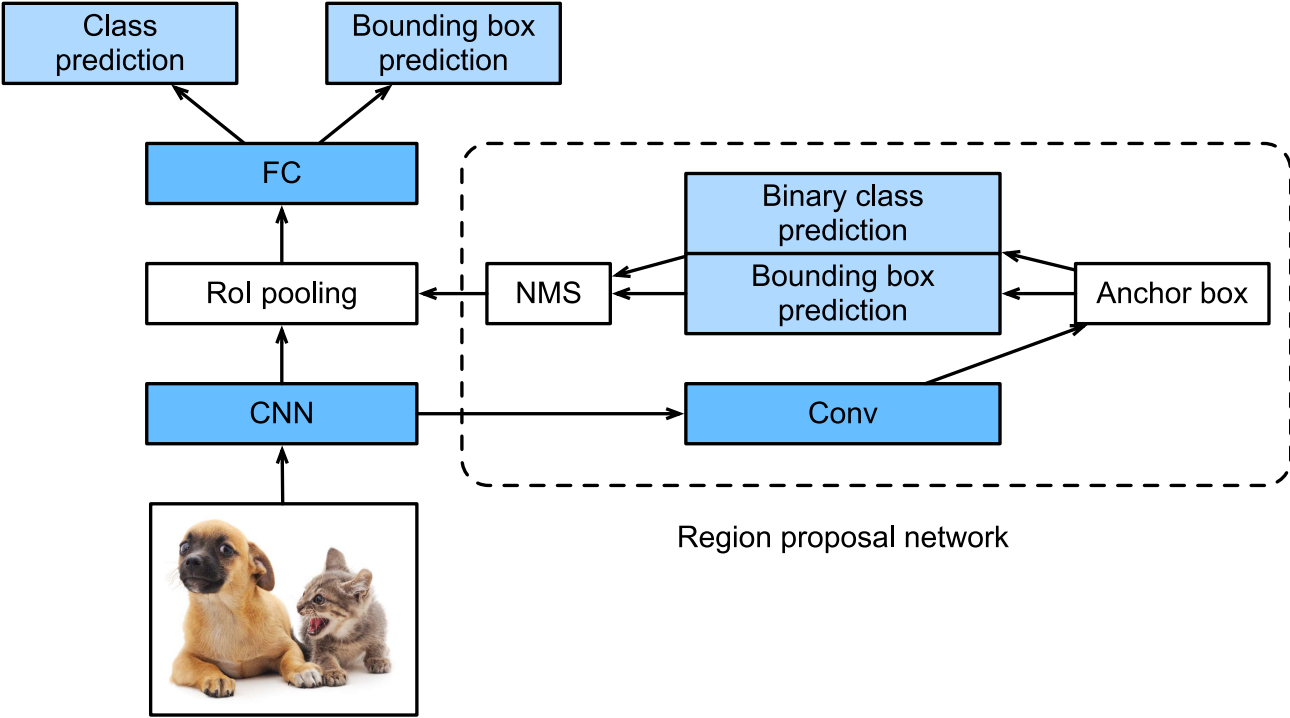 Class
prediction
Bounding box
prediction
FC
Binary class
prediction
RoI pooling
NMS
Bounding box
prediction
Anchor box
CNN
Conv
Region proposal network